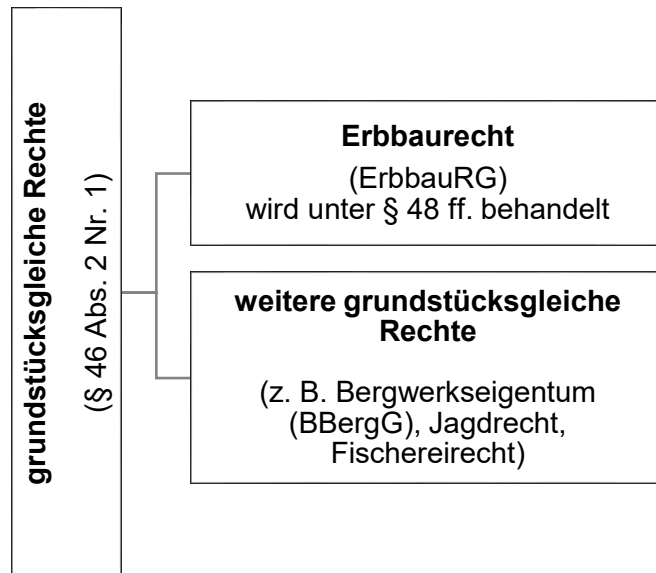 grundstücksgleiche Rechte
(§ 46 Abs. 2 Nr. 1)
Erbbaurecht
(ErbbauRG)
wird unter § 48 ff. behandelt
weitere grundstücksgleiche
Rechte
(z. B. Bergwerkseigentum
(BBergG), Jagdrecht,
Fischereirecht)